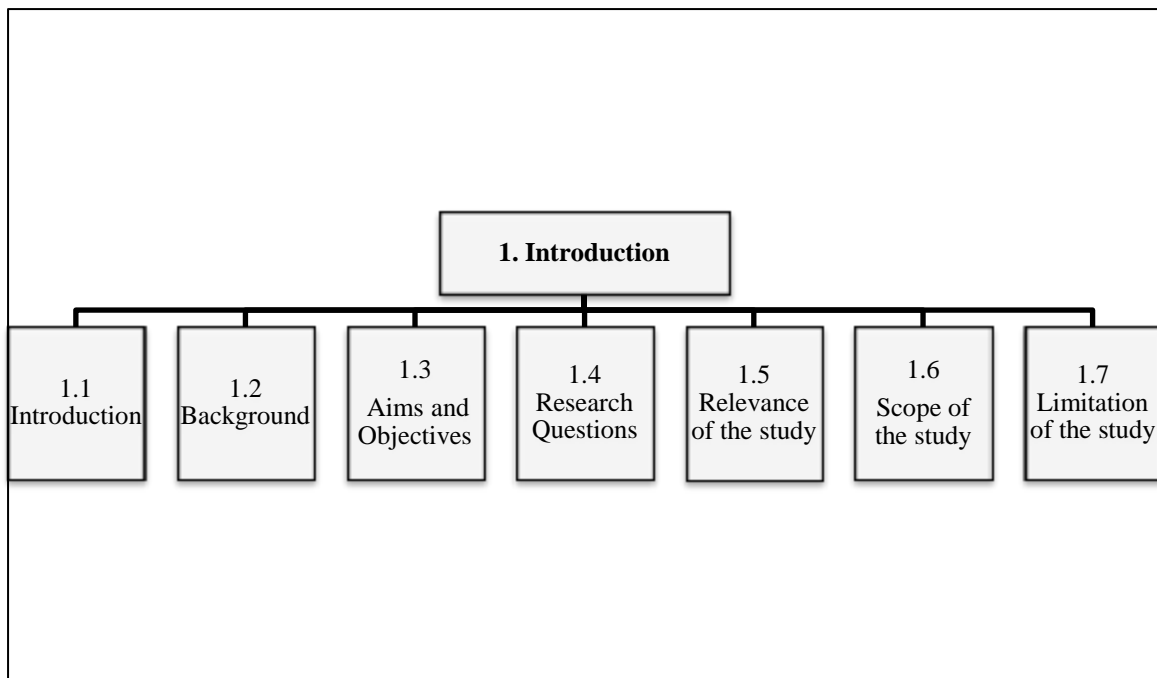 1. Introduction
1.1
Introduction
1.2
Background
1.3
Aims and
Objectives
1.4
Research
Questions
1.5
Relevance
of the study
1.6
Scope of
the study
1.7
Limitation
of the study